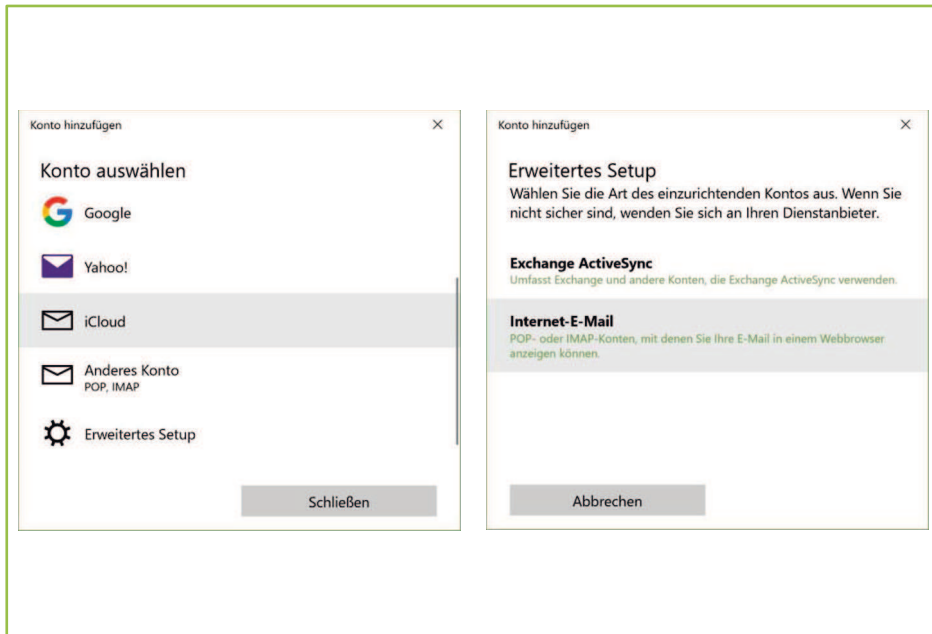 Konto hinzufügen
Konto auswählen
Google
Yahoo!
iCloud
Anderes Konto
POP, IMAP
Erweitertes Setup
Schließen
Konto hinzufügen
Erweitertes Setup
Wählen Sie die Art des einzurichtenden Kontos aus. Wenn Sie
nicht sicher sind, wenden Sie sich an Ihren Dienstanbieter.
Exchange ActiveSync
Umfasst Exchange und andere Konten, die Exchange ActiveSync verwenden.
Internet-E-Mail
POP- oder IMAP-Konten, mit denen Sie Ihre E-Mail in einem Webbrowser
anzeigen können.
Abbrechen